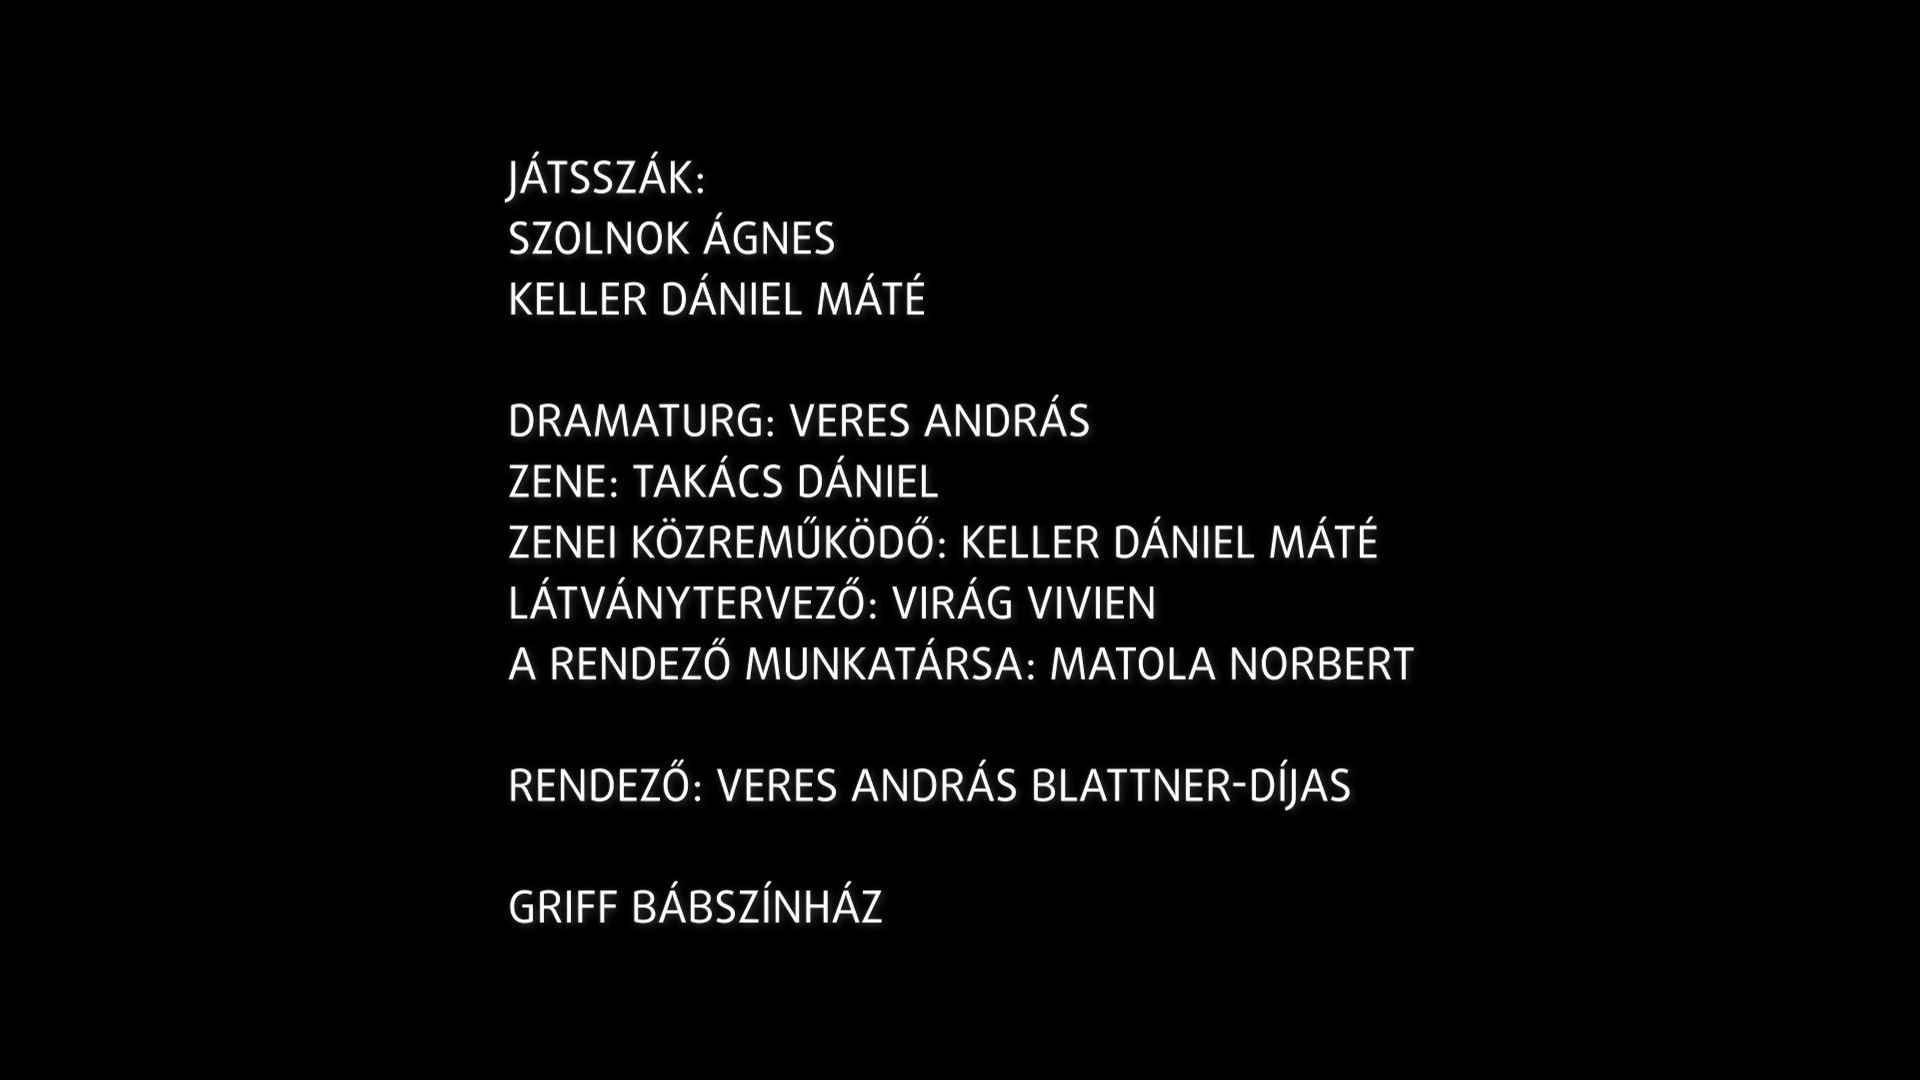 JÁTSSZÁK:
SZOLNOK ÁGNES
KELLER DÁNIEL MÁTÉ
DRAMATURG: VERES ANDRÁS
ZENE: TAKÁCS DÁNIEL
ZENEI KÖZREMŰKÖDŐ: KELLER DÁNIEL MÁTÉ
LÁTVÁNYTERVEZŐ: VIRÁG VIVIEN
A RENDEZŐ MUNKATÁRSA: MATOLA NORBERT
RENDEZŐ: VERES ANDRÁS BLATTNER-DÍJAS
GRIFF BÁBSZÍNHÁZ